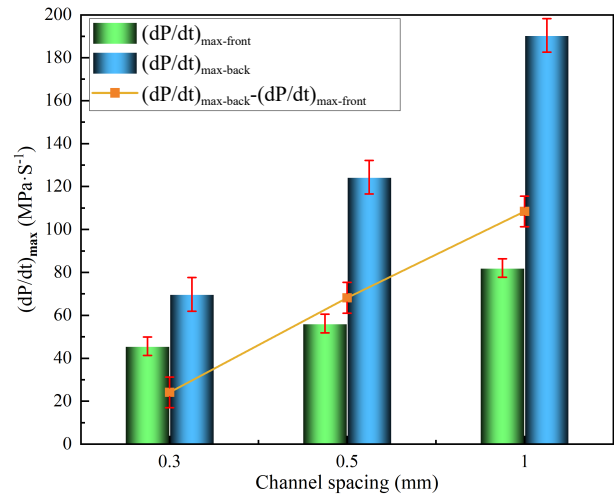 (dP/dt)max-front
(dP/dt)max-back
(dP/dt)max-back-(dP/dt)max-front
(dP/dt)max (MPa·S-1)
200
180
160
140
120
100
80
60
40
20
0
0.3 0.5 1
Channel spacing (mm)